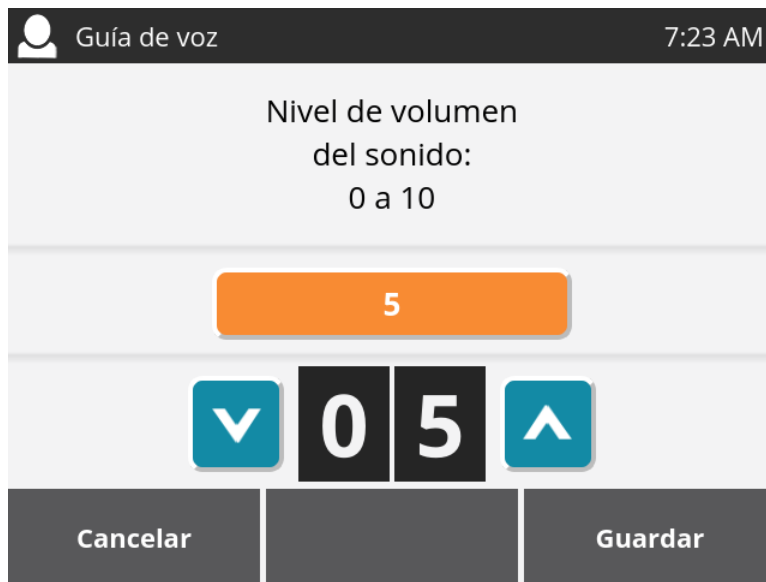 Guía de voz 7:23 AM
Nivel de volumen
del sonido:
0 a 10
5
0 5
Cancelar Guardar